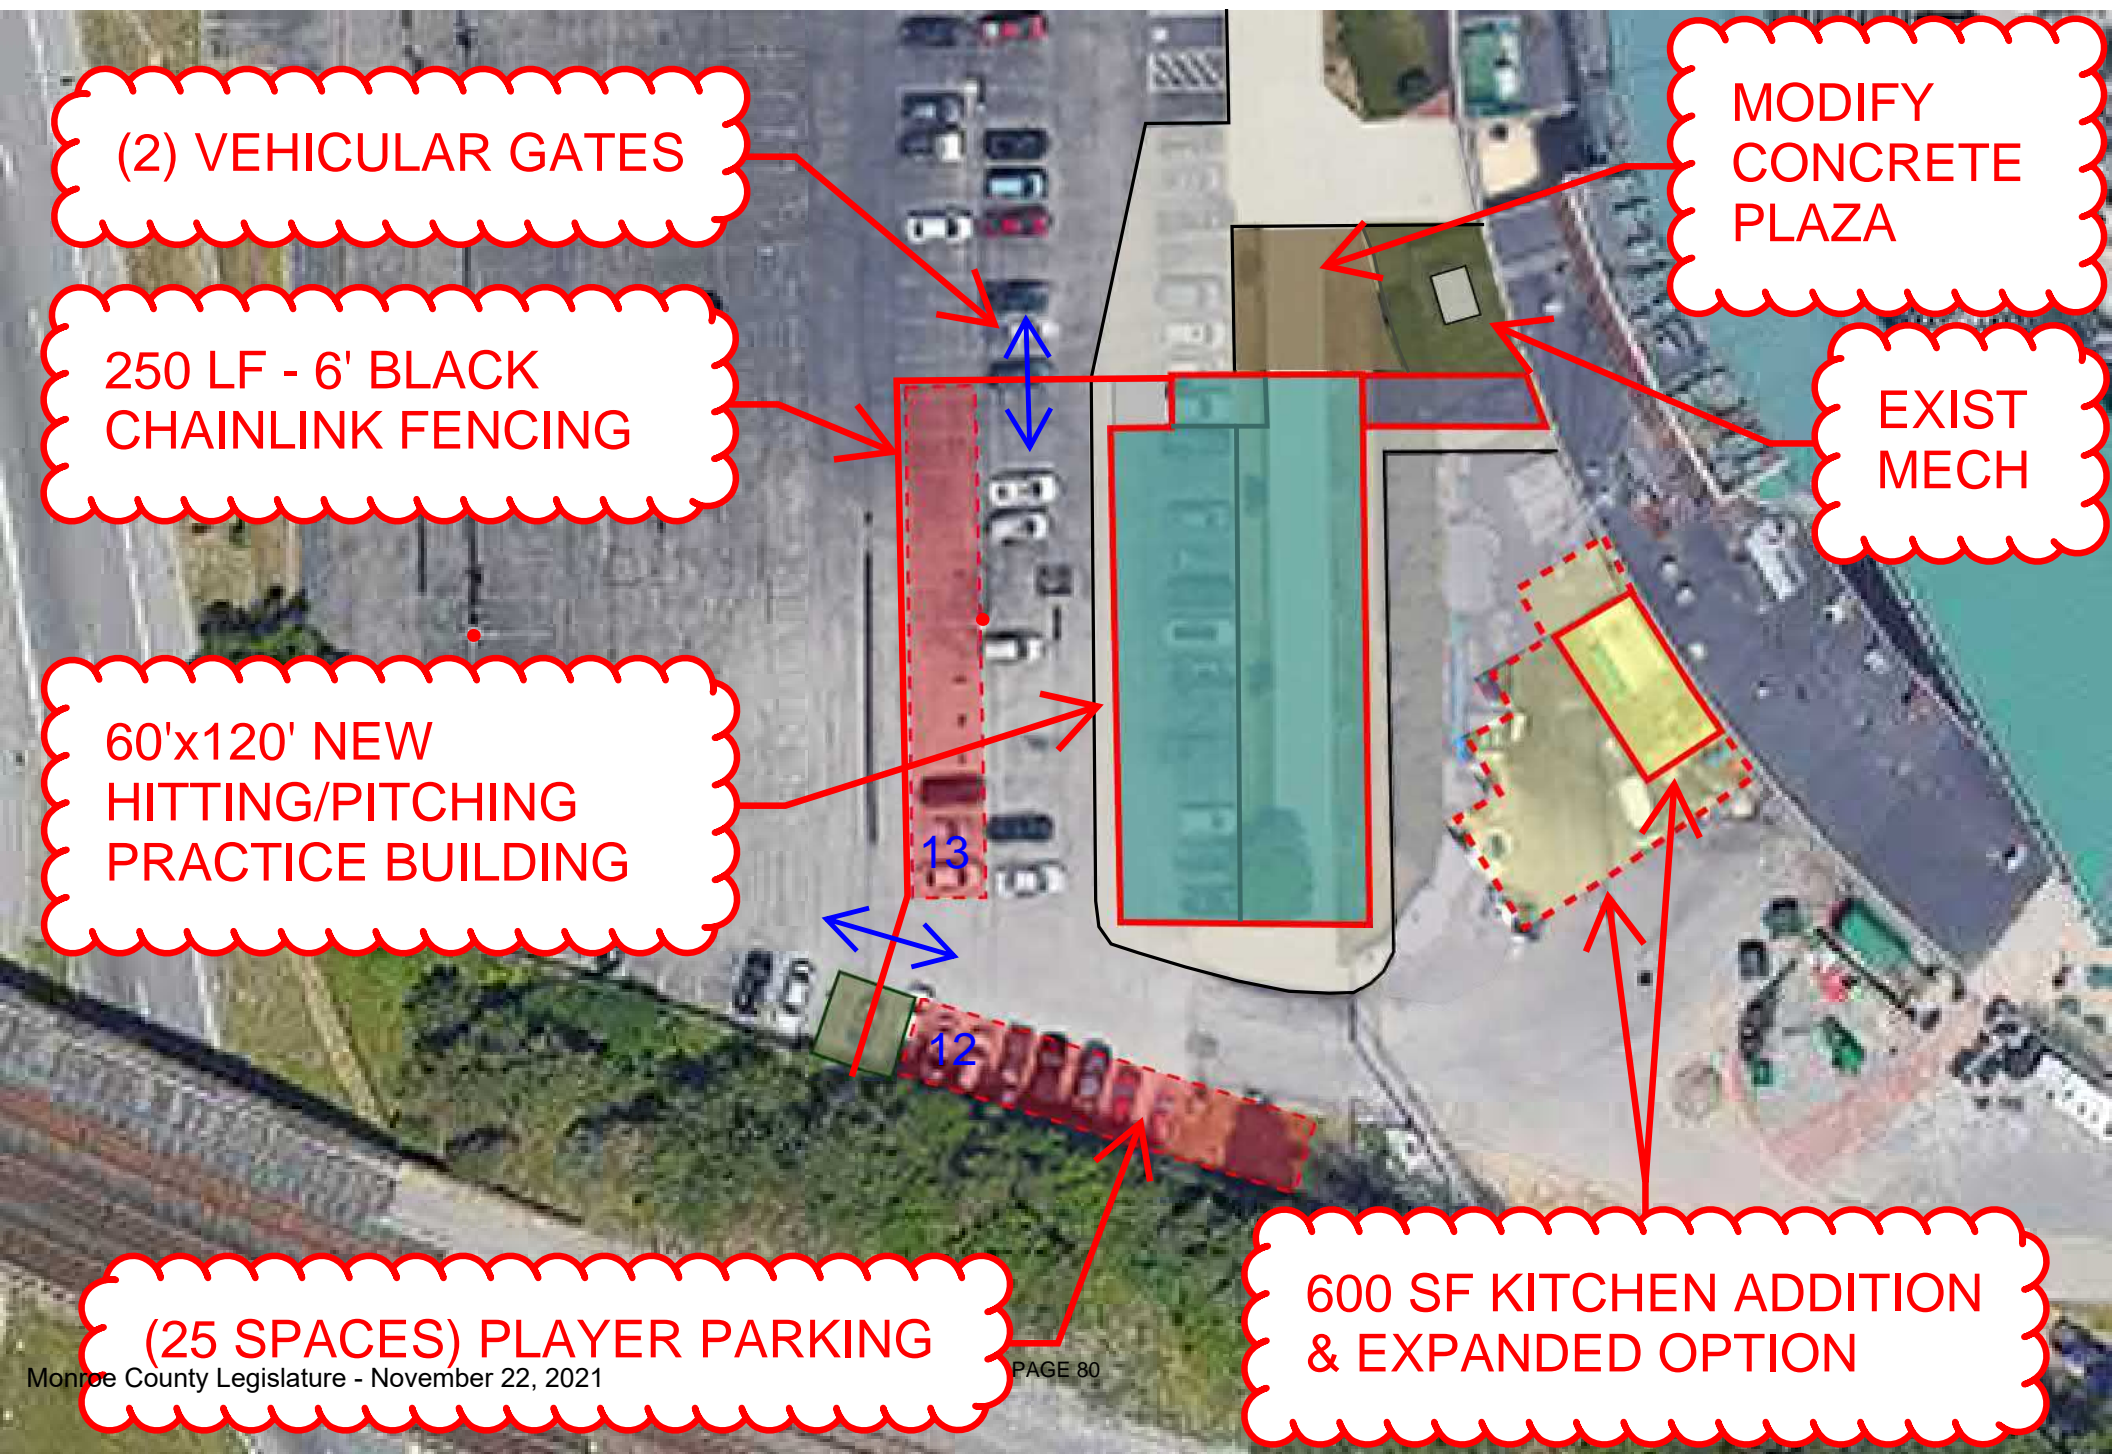 (2) VEHICULAR GATES
MODIFY
CONCRETE
PLAZA
250 LF - 6' BLACK
CHAINLINK FENCING
EXIST
MECH
60'x120' NEW
HITTING/PITCHING
PRACTICE BUILDING
13
12
(25 SPACES) PLAYER PARKING
600 SF KITCHEN ADDITION
& EXPANDED OPTION
Monroe County Legislature - November 22, 2021
PAGE 80